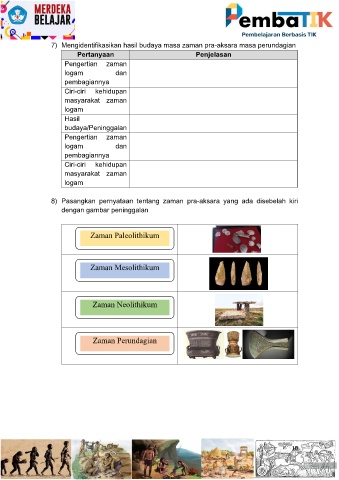 MERDEKA
BELAJAR
PembaTIK
Pembelajaran Berbasis TIK
7) Mengidentifikasikan hasil budaya masa zaman pra-aksara masa perundagian
Pertanyaan Penjelasan
Pengertian zaman
logam dan
pembagiannya
Ciri-ciri kehidupan
masyarakat zaman
logam
Hasil
budaya/Peninggalan
Pengertian zaman
logam dan
pembagiannya
Ciri-ciri kehidupan
masyarakat zaman
logam
8) Pasangkan pernyataan tentang zaman pra-aksara yang ada disebelah kiri
dengan gambar peninggalan
Zaman Paleolithikum
Zaman Mesolithikum
Zaman Neolithikum
Zaman Perundagian